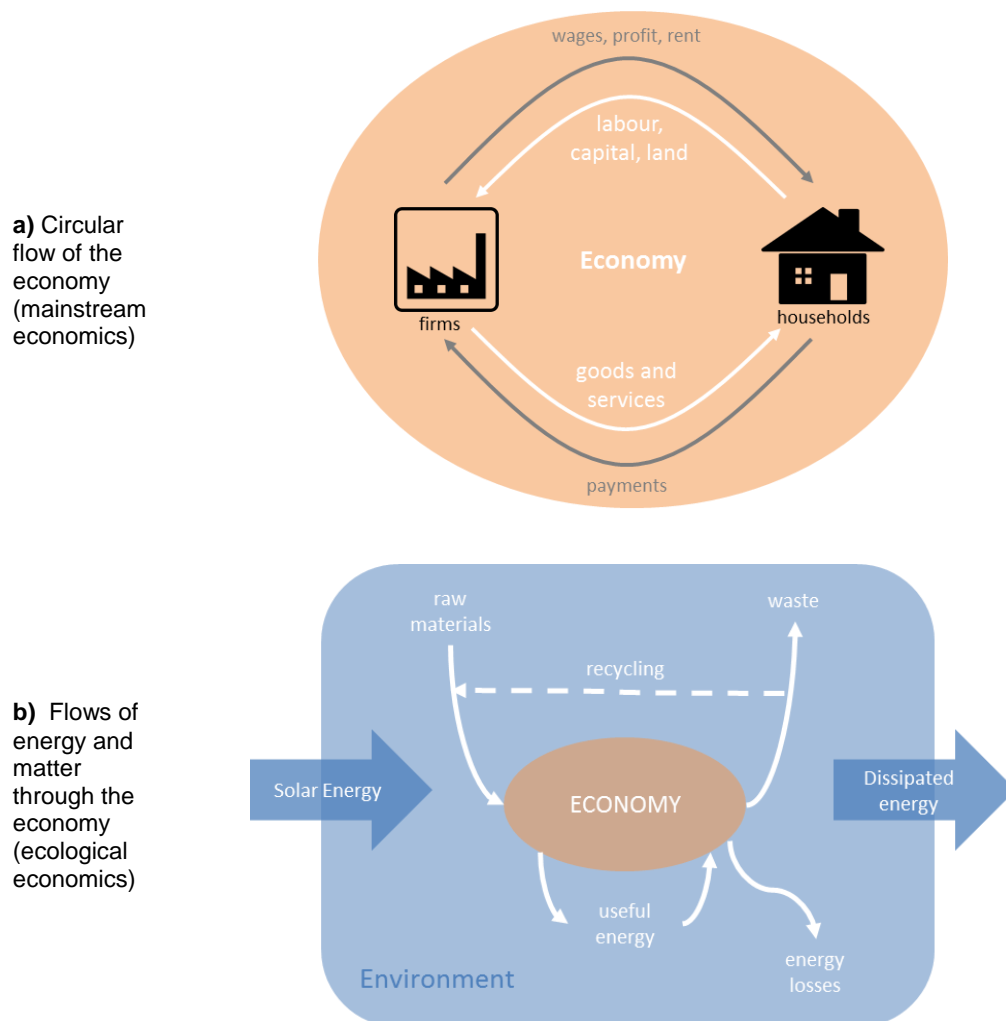 wages, profit, rent
labour,
capital, land
a) Circular
flow of the
economy
(mainstream
economics)
Economy
firms
households
goods and
services
payments
raw
materials
waste
recycling
b) Flows of
energy and
matter
through the
economy
(ecological
economics)
Solar Energy
ECONOMY
Dissipated
energy
useful
energy
energy
losses
Environment